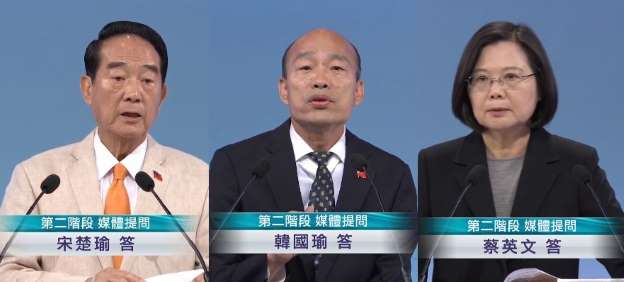 第二階段 媒體提問
宋楚瑜 答
第二階段 媒體提問
韓國瑜 答
第二階段 媒體提問
蔡英文 答